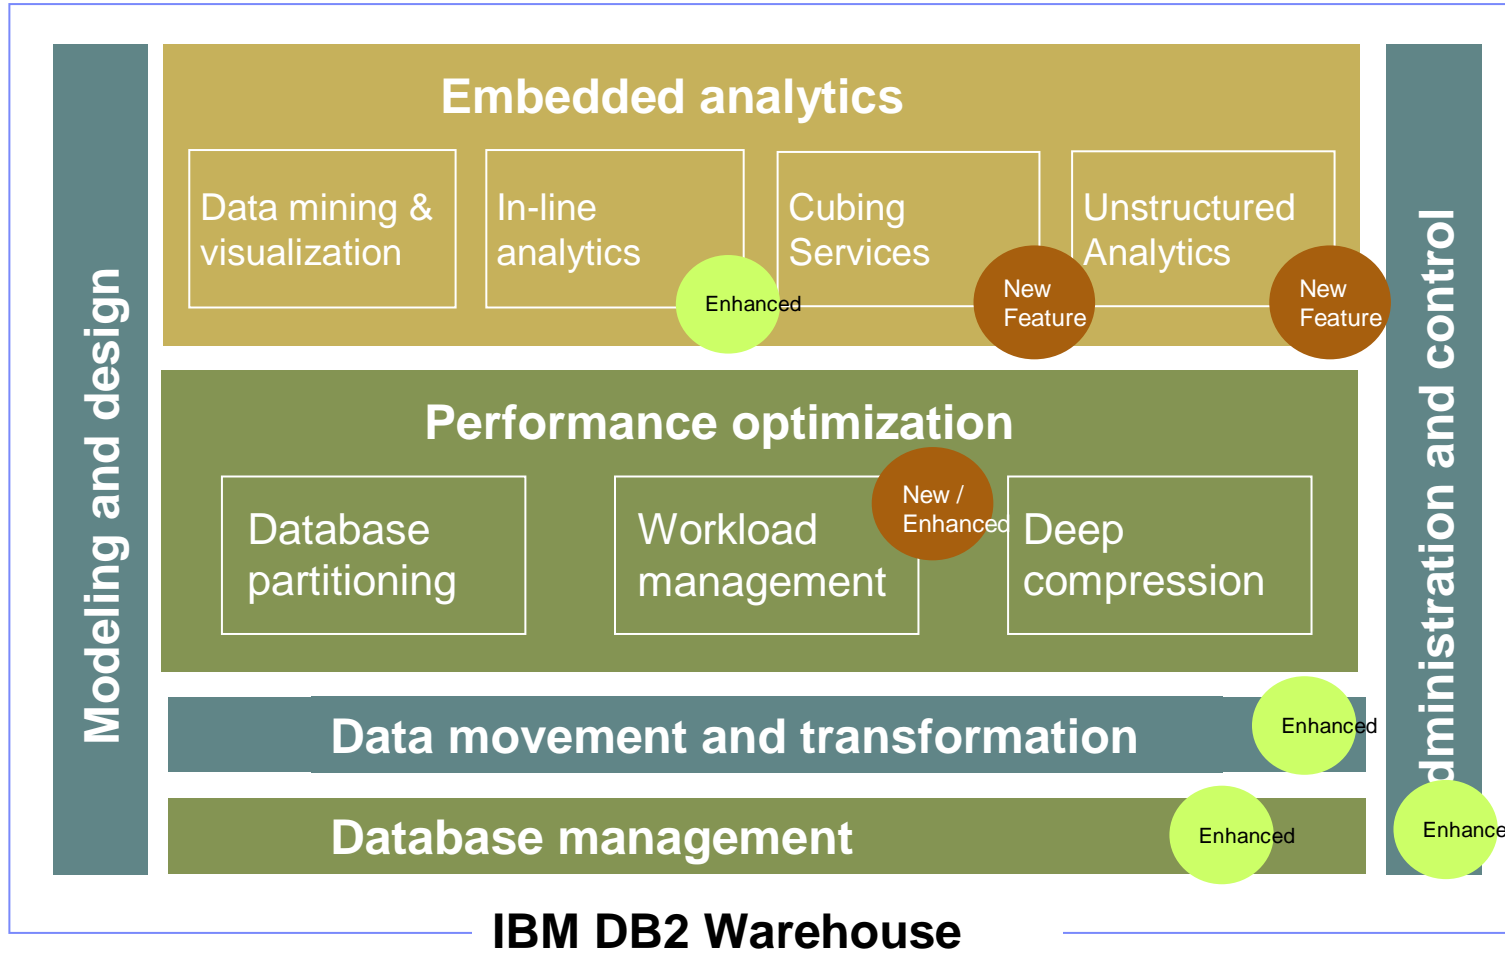 Embedded analytics
Data mining &
visualization
In-line
analytics
Enhanced
Cubing
Services
New
Feature
Unstructured
Analytics
New
Feature
Modeling and design
Performance optimization
Database
partitioning
Workload
management
New /
Enhanced
Deep
compression
Data movement and transformation
Enhanced
Database management
Enhanced
dministration and control
Enhance
IBM DB2 Warehouse